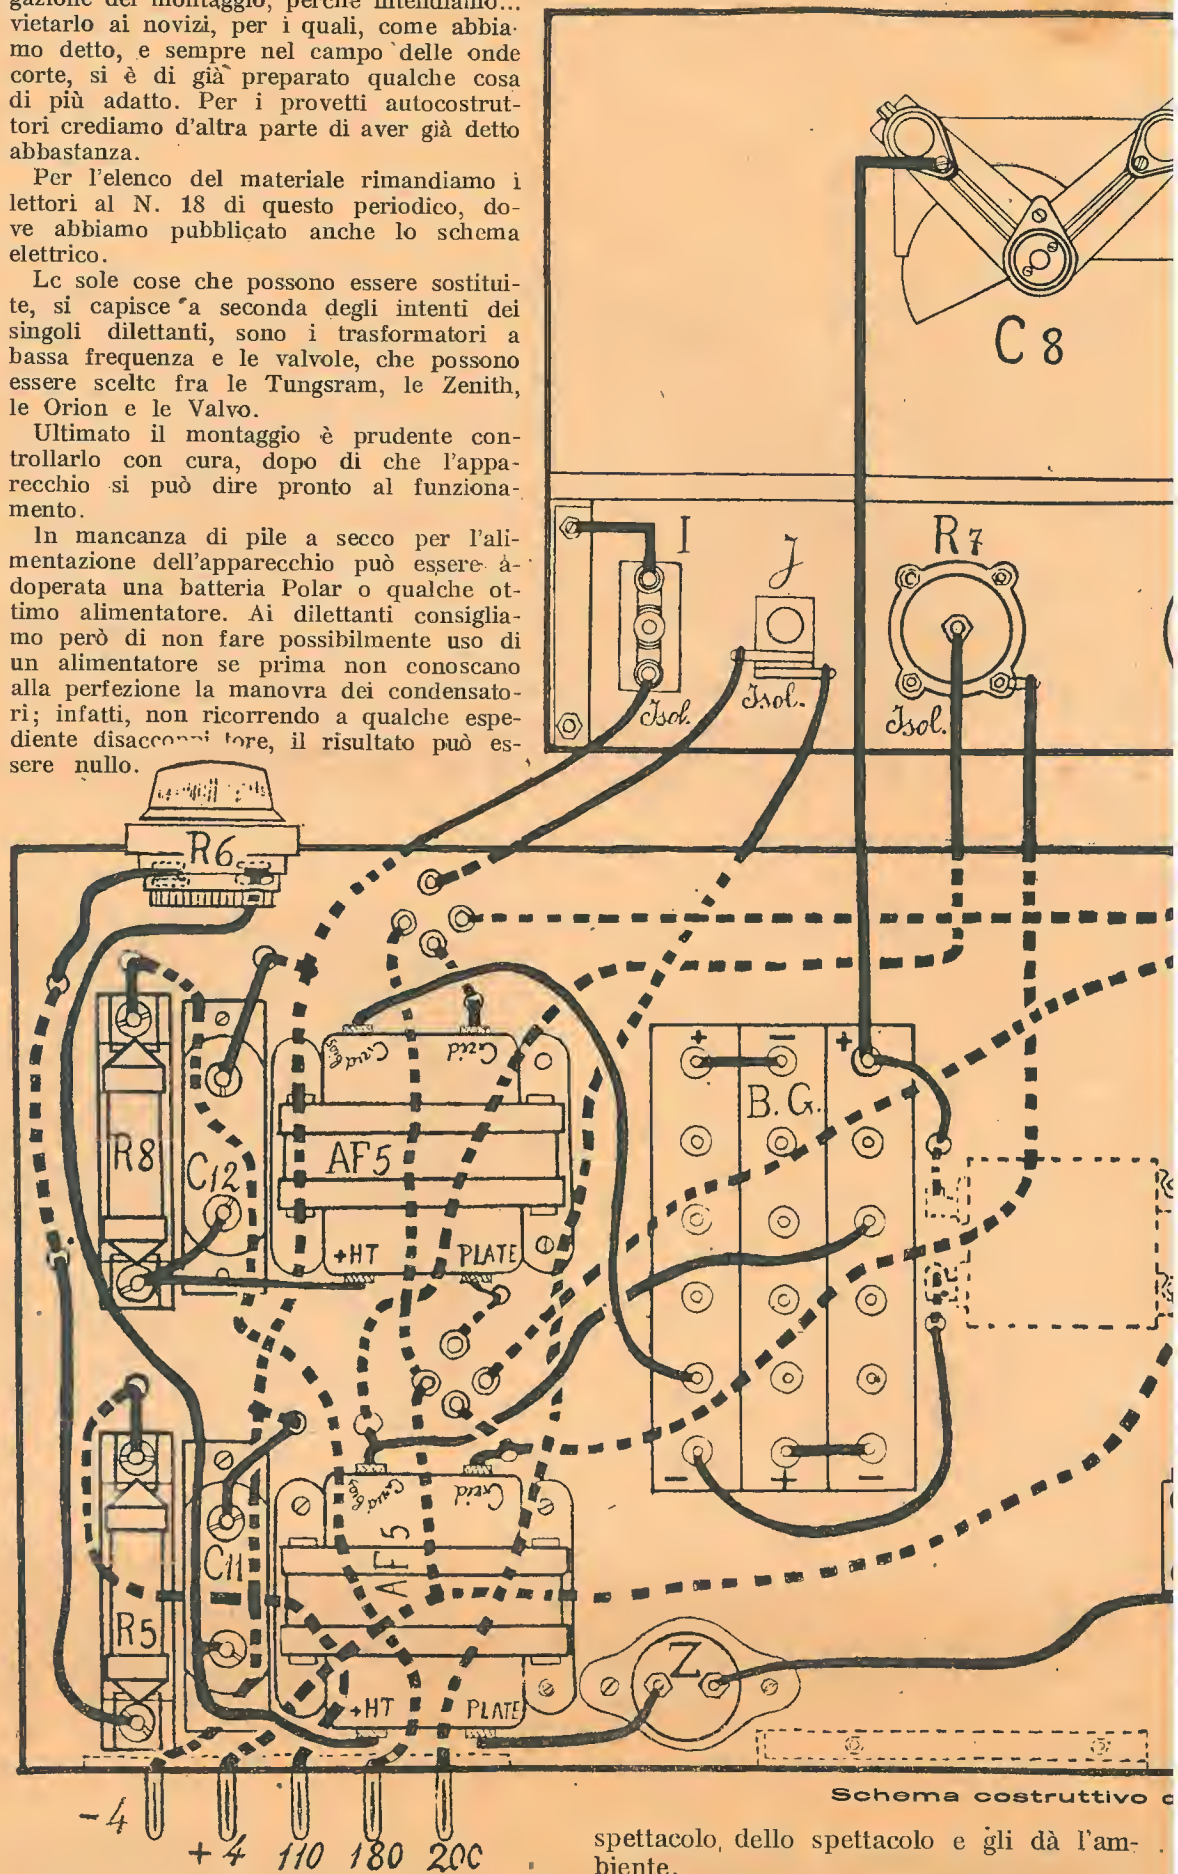 gazione del montaggio, perchè intendiamo...
vietarlo ai novizi, per i quali, come abbia-
mo detto, e sempre nel campo delle onde
corte, si è di già preparato qualche cosa
di più adatto. Per i provetti autocostrut-
tori crediamo d'altra parte di aver già detto
abbastanza.
Per l'elenco del materiale rimandiamo i
lettori al N. 18 di questo periodico, do-
ve abbiamo pubblicato anche lo schema
elettrico.
Le sole cose che possono essere sostitui-
te, si capisce a seconda degli intenti dei
singoli dilettanti, sono i trasformatori a
bassa frequenza e le valvole, che possono
essere scelte fra le Tungsram, le Zenith,
le Orion e le Valvo.
Ultimato il montaggio è prudente con-
trollarlo con cura, dopo di che l'appa-
recchio si può dire pronto al funziona-
mento.
In mancanza di pile a secco per l'ali-
mentazione dell'apparecchio può essere a-
doperata una batteria Polar o qualche ot-
timo alimentatore. Ai dilettanti consiglia-
mo però di non fare possibilmente uso di
un alimentatore se prima non conoscano
alla perfezione la manovra dei condensato-
ri; infatti, non ricorrendo a qualche espe-
diente tore, il risultato può es-
sere nullo.
C 8
I
J
R7
Isol.
Isol.
Isol.
R6
+ - +
B.G.
Grid Bias
Grid
R8
C12
AF5
+HT
PLATE
- + -
Grid Bias
Grid
AF5
C11
R5
Z
+HT
PLATE
Schema costruttivo
-4
+4 110 180 200
spettacolo, dello spettacolo e gli dà l'am-
biente.